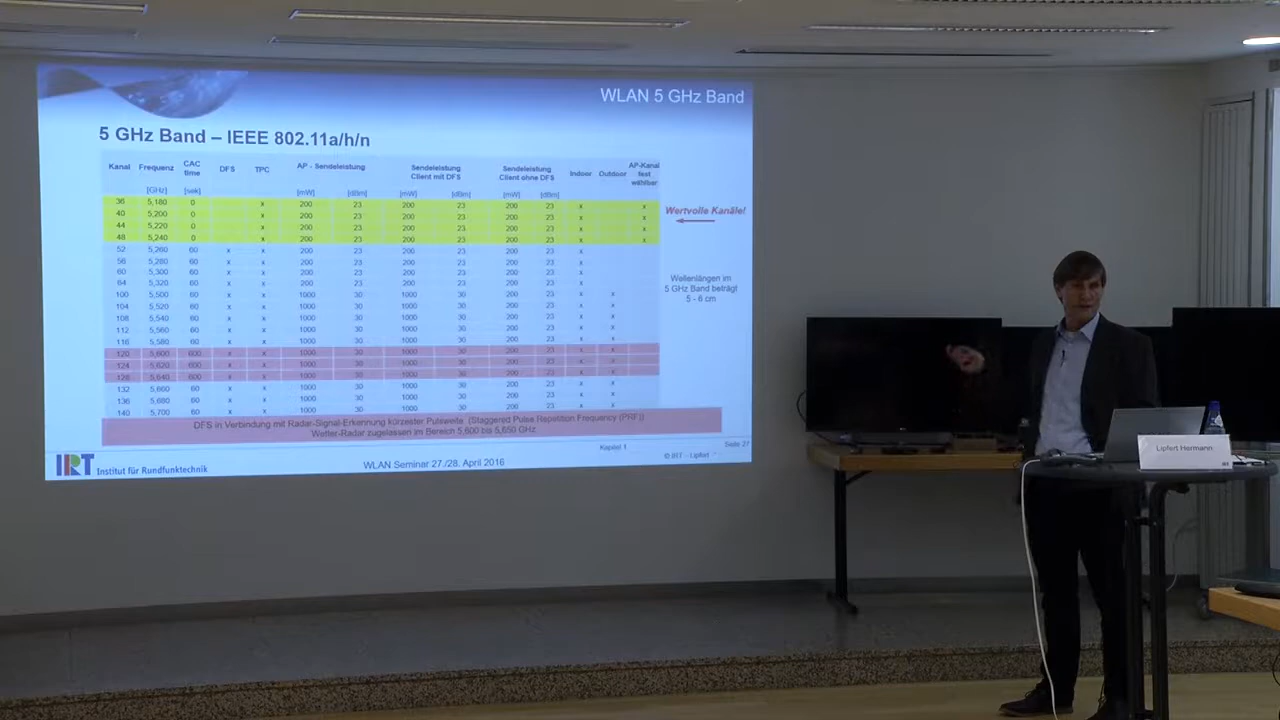 WLAN 5 GHz Band
5 GHz Band – IEEE 802.11a/h/n
Kanal Frequenz CAC time DFS TPC AP - Sendeleistung Sendeleistung Client mit DFS Sendeleistung Client ohne DFS Indoor Outdoor AP-Kanal fest wählbar
[GHz] [sek] [mW] [dBm] [mW] [dBm] [mW] [dBm]
36 5,180 0 x 200 23 200 23 200 23 x x
40 5,200 0 x 200 23 200 23 200 23 x x
44 5,220 0 x 200 23 200 23 200 23 x x
48 5,240 0 x 200 23 200 23 200 23 x x
52 5,260 60 x x 200 23 200 23 200 23 x
56 5,280 60 x x 200 23 200 23 200 23 x
60 5,300 60 x x 200 23 200 23 200 23 x
64 5,320 60 x x 200 23 200 23 200 23 x
100 5,500 60 x x 1000 30 1000 30 200 23 x x
104 5,520 60 x x 1000 30 1000 30 200 23 x x
108 5,540 60 x x 1000 30 1000 30 200 23 x x
112 5,560 60 x x 1000 30 1000 30 200 23 x x
116 5,580 60 x x 1000 30 1000 30 200 23 x x
120 5,600 600 x x 1000 30 1000 30 200 23 x x
124 5,620 600 x x 1000 30 1000 30 200 23 x x
128 5,640 600 x x 1000 30 1000 30 200 23 x x
132 5,660 60 x x 1000 30 1000 30 200 23 x x
136 5,680 60 x x 1000 30 1000 30 200 23 x x
140 5,700 60 x x 1000 30 1000 30 200 23 x x
Wertvolle Kanäle!
Wellenlängen im
5 GHz Band beträgt
5 - 6 cm
DFS in Verbindung mit Radar-Signal-Erkennung kürzester Pulsweite (Staggered Pulse Repetition Frequency (PRF))
Wetter-Radar zugelassen im Bereich 5,600 bis 5,650 GHz
IRT Institut für Rundfunktechnik
WLAN Seminar 27./28. April 2016
Kapitel 1
© IRT – Lipfert
Seite 27
Lipfert Hermann